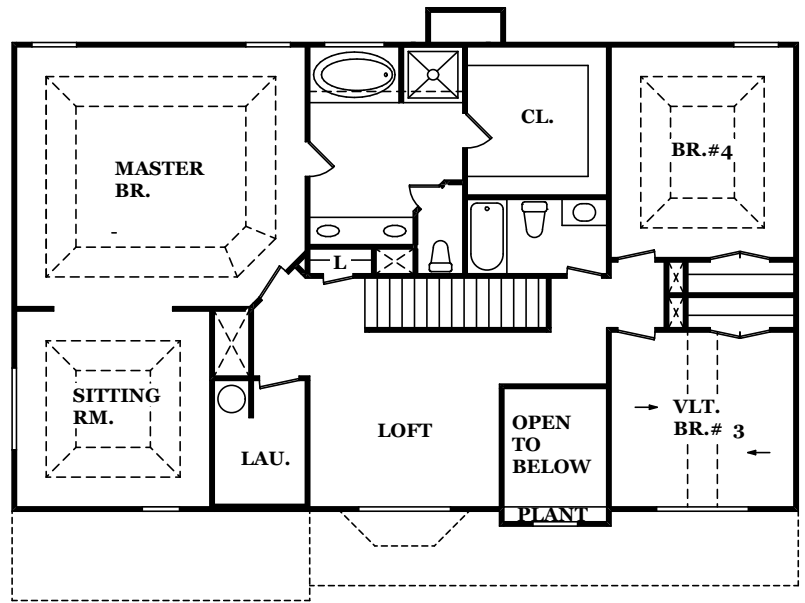 MASTER
BR.
CL.
BR.#4
L
SITTING
RM.
LAU.
LOFT
OPEN
TO
BELOW
PLANT
VLT.
BR.# 3